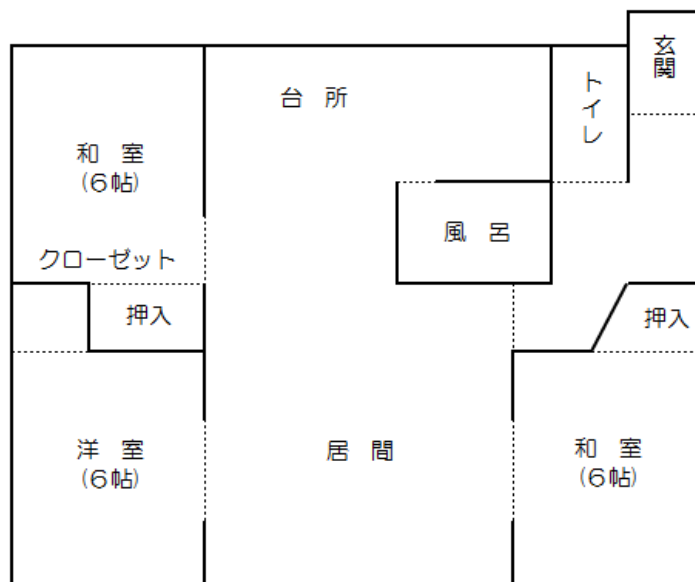 玄関
台所
トイレ
和室
(6帖)
風呂
クローゼット
押入
押入
洋室
(6帖)
居間
和室
(6帖)